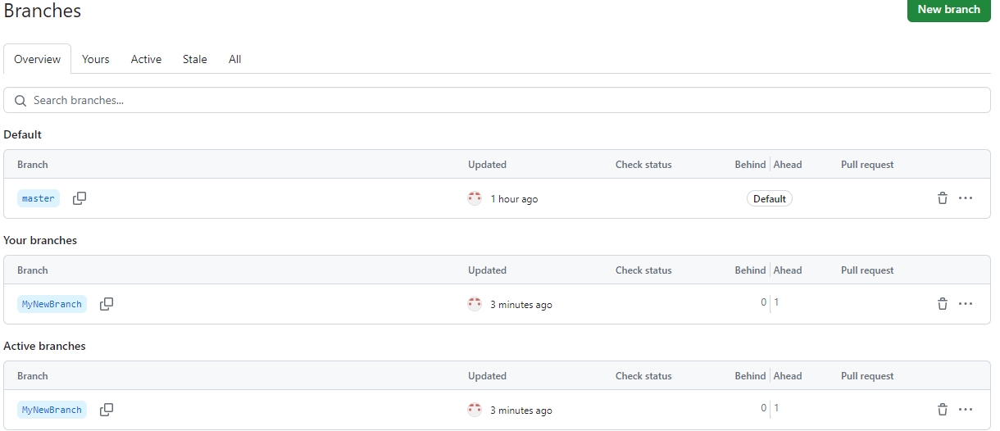 Branches
New branch
Overview Yours Active Stale All
Search branches...
Default
Branch Updated Check status Behind Ahead Pull request
master 1 hour ago Default
Your branches
Branch Updated Check status Behind Ahead Pull request
MyNewBranch 3 minutes ago 0 1
Active branches
Branch Updated Check status Behind Ahead Pull request
MyNewBranch 3 minutes ago 0 1